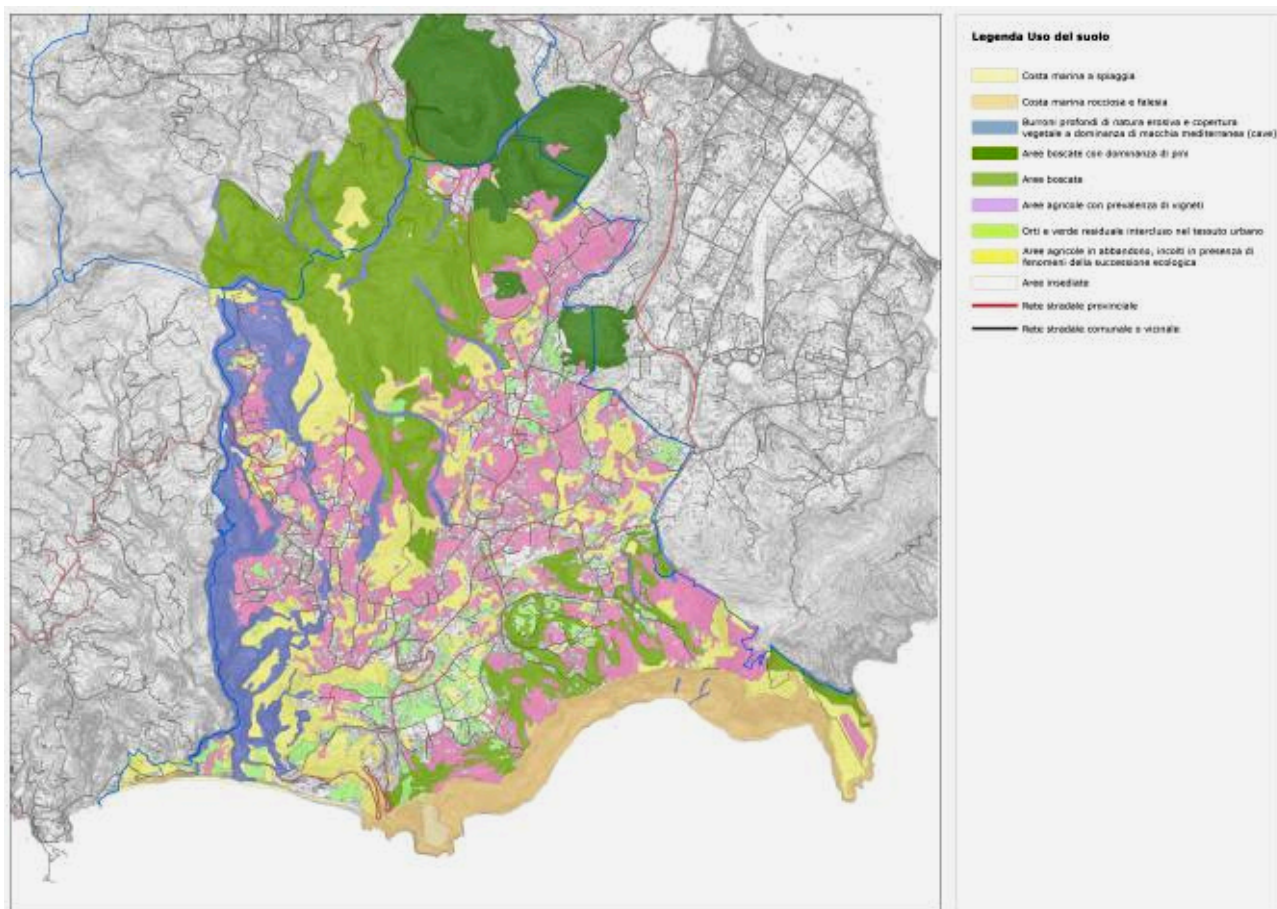 Legenda Uso del suolo
Costa marina a spiaggia
Costa marina rocciosa e falesia
Burroni profondi di natura erosiva e copertura
vegetale a dominanza di macchia mediterranea (cave)
Aree boscate con dominanza di pini
Aree boscate
Aree agricole con prevalenza di vigneti
Orti e verde residuale intercluso nel tessuto urbano
Aree agricole in abbandono, incolti in presenza di
fenomeni della successione ecologica
Aree insediate
Rete stradale provinciale
Rete stradale comunale o vicinale